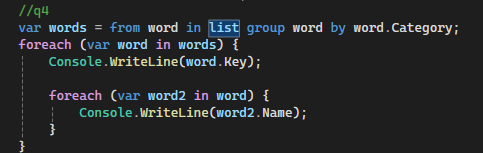 //q4
var words = from word in list group word by word.Category;
foreach (var word in words) {
    Console.WriteLine(word.Key);

    foreach (var word2 in word) {
        Console.WriteLine(word2.Name);
    }
}